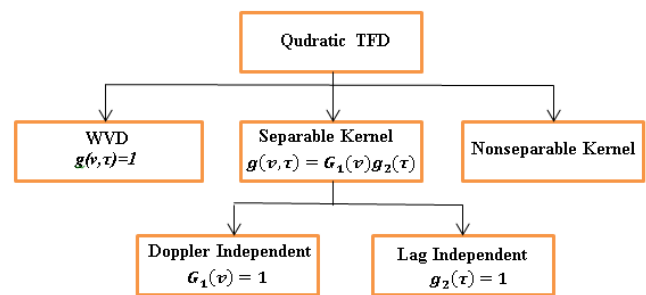 Qudratic TFD
WVD
g(v,τ)=1
Separable Kernel
g(v,τ) = G₁(v)g₂(τ)
Nonseparable Kernel
Doppler Independent
G₁(v) = 1
Lag Independent
g₂(τ) = 1